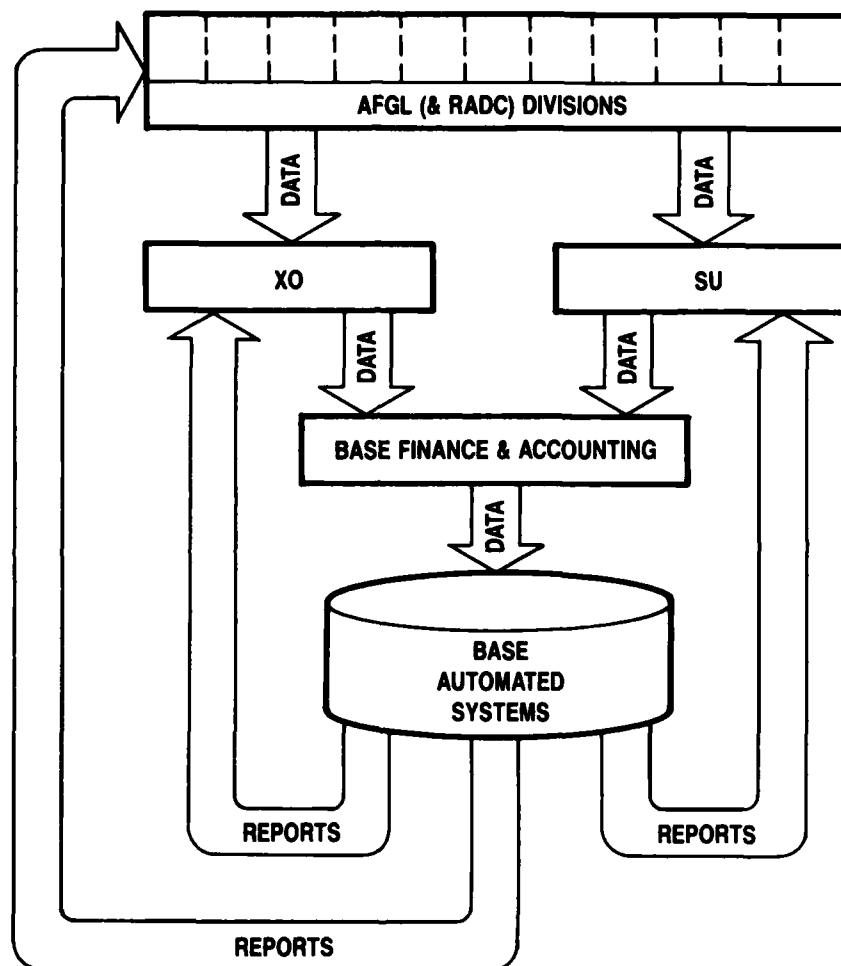 AFGL (& RADC) DIVISIONS
DATA
DATA
XO
SU
DATA
DATA
BASE FINANCE & ACCOUNTING
DATA
BASE
AUTOMATED
SYSTEMS
REPORTS
REPORTS
REPORTS